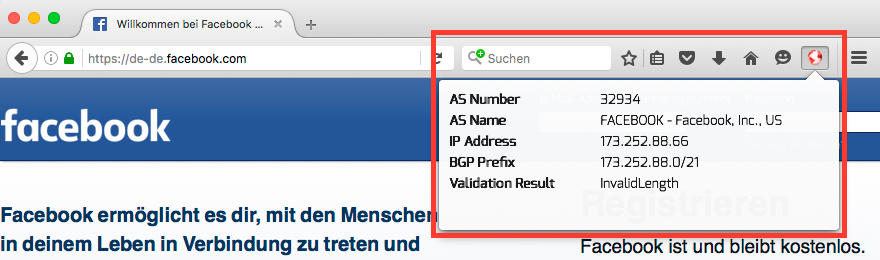 Willkommen bei Facebook ...
https://de-de.facebook.com
Suchen
facebook
AS Number 32934
AS Name FACEBOOK - Facebook, Inc., US
IP Address 173.252.88.66
BGP Prefix 173.252.88.0/21
Validation Result InvalidLength
Registrieren
Facebook ermöglicht es dir, mit den Menschen
in deinem Leben in Verbindung zu treten und
Facebook ist und bleibt kostenlos.